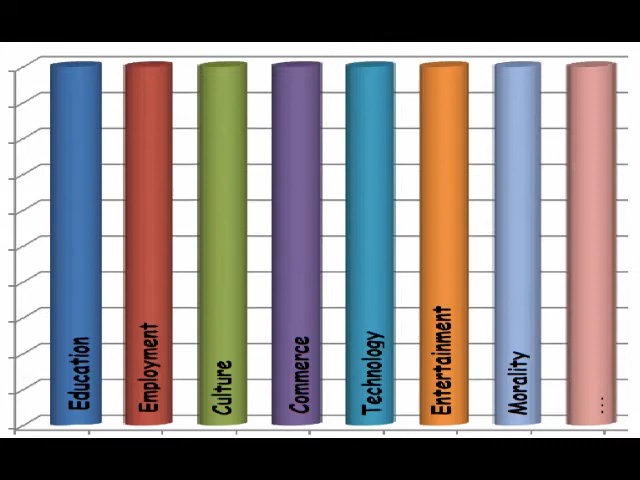 Education
Employment
Culture
Commerce
Technology
Entertainment
Morality
...